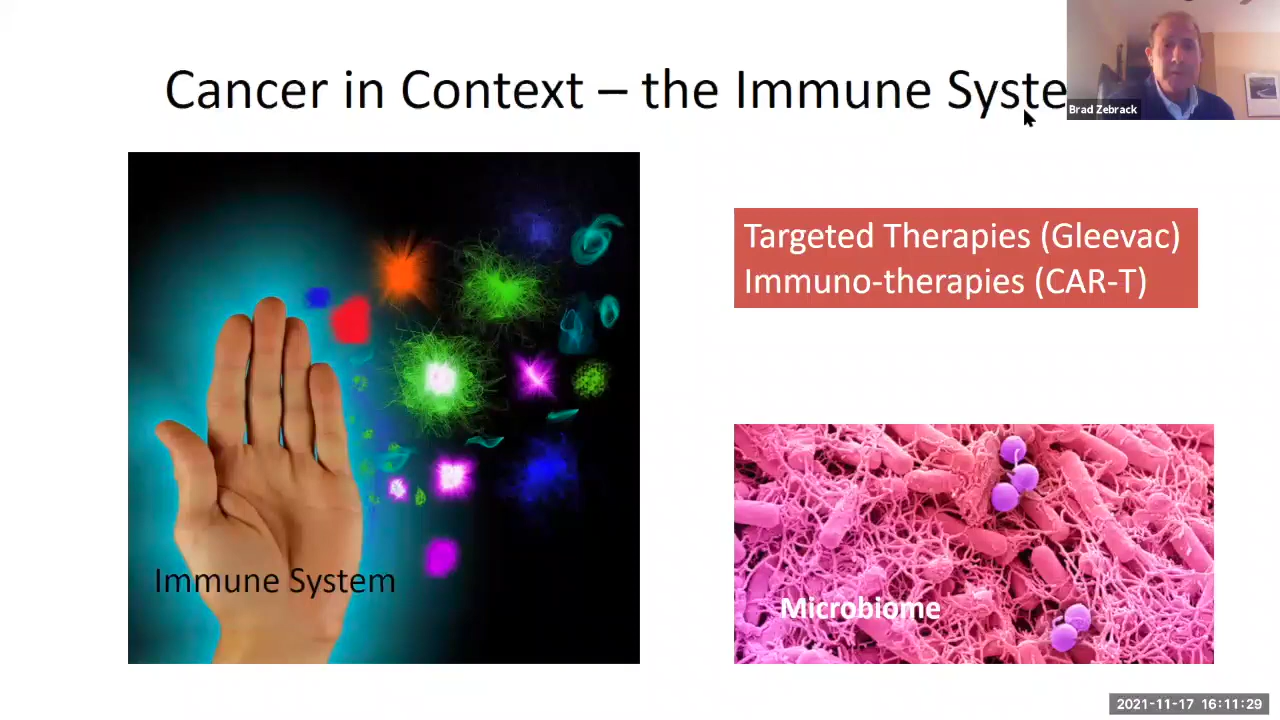 Cancer in Context – the Immune Syste
Brad Zebrack
Targeted Therapies (Gleevac)
Immuno-therapies (CAR-T)
Immune System
Microbiome
2021-11-17 16:11:29